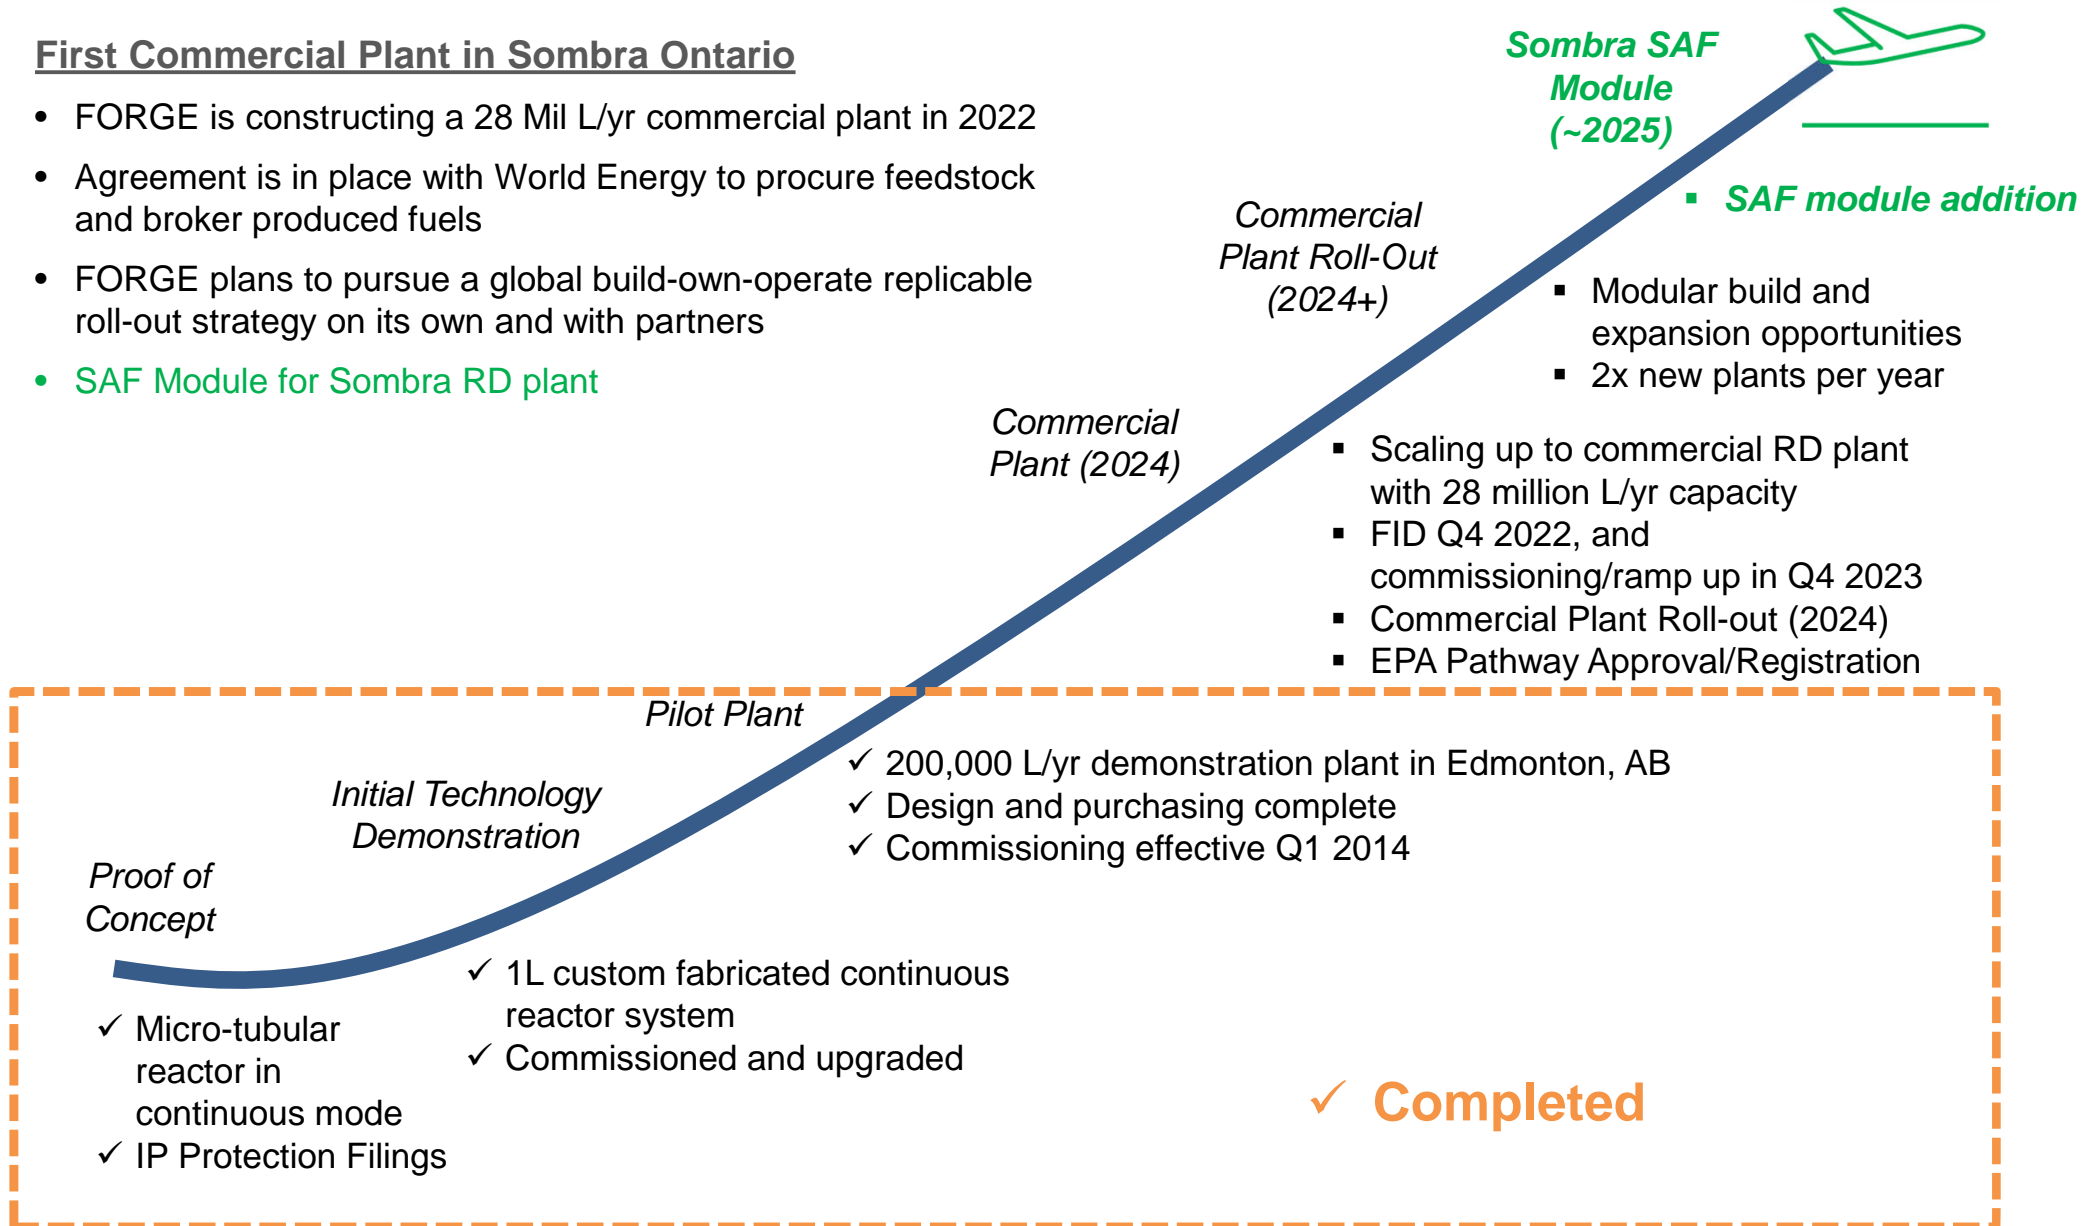 First Commercial Plant in Sombra Ontario
• FORGE is constructing a 28 Mil L/yr commercial plant in 2022
• Agreement is in place with World Energy to procure feedstock
and broker produced fuels
• FORGE plans to pursue a global build-own-operate replicable
roll-out strategy on its own and with partners
• SAF Module for Sombra RD plant
Sombra SAF
Module
(~2025)
▪ SAF module addition
Commercial
Plant Roll-Out
(2024+)
▪ Modular build and
expansion opportunities
▪ 2x new plants per year
Commercial
Plant (2024)
▪ Scaling up to commercial RD plant
with 28 million L/yr capacity
▪ FID Q4 2022, and
commissioning/ramp up in Q4 2023
▪ Commercial Plant Roll-out (2024)
▪ EPA Pathway Approval/Registration
Pilot Plant
✓ 200,000 L/yr demonstration plant in Edmonton, AB
✓ Design and purchasing complete
✓ Commissioning effective Q1 2014
Initial Technology
Demonstration
✓ 1L custom fabricated continuous
reactor system
✓ Commissioned and upgraded
Proof of
Concept
✓ Micro-tubular
reactor in
continuous mode
✓ IP Protection Filings
✓ Completed